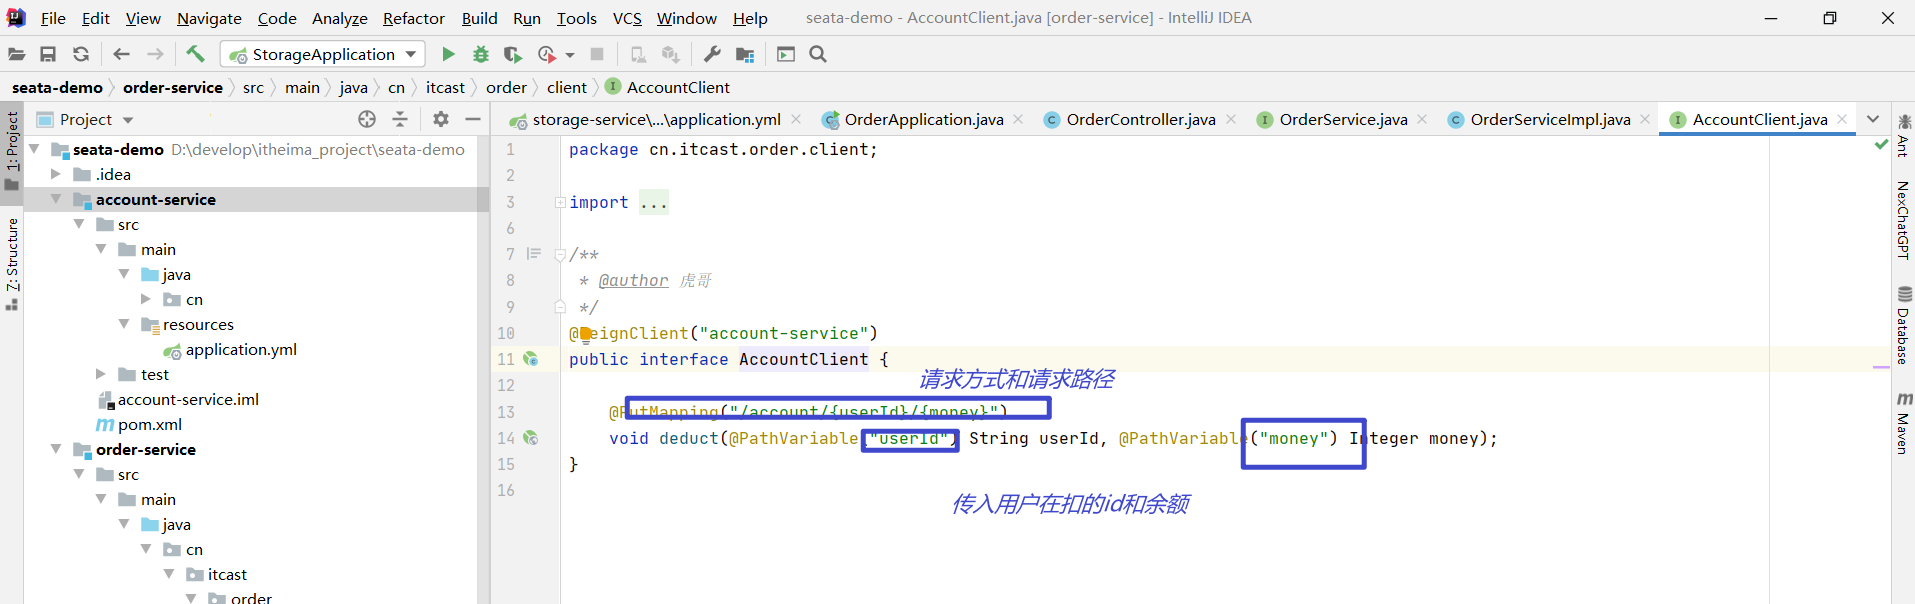 File Edit View Navigate Code Analyze Refactor Build Run Tools VCS Window Help seata-demo - AccountClient.java [order-service] - IntelliJ IDEA
StorageApplication
seata-demo order-service src main java cn itcast order client I AccountClient
Project
storage-service\...\application.yml OrderApplication.java OrderController.java OrderService.java OrderServiceImpl.java AccountClient.java
1: Project
Z: Structure
seata-demo D:\develop\itheima_project\seata-demo
.idea
account-service
src
main
java
cn
resources
application.yml
test
account-service.iml
pom.xml
order-service
src
main
java
cn
itcast
order
1 package cn.itcast.order.client;
2
3 import ...
6
7 /**
8 * @author 虎哥
9 */
10 @FeignClient("account-service")
11 public interface AccountClient {
12
请求方式和请求路径
13 @PutMapping("/account/{userId}/{money}")
14 void deduct(@PathVariable("userId") String userId, @PathVariable("money") Integer money);
15 }
16
传入用户在扣的id和余额
Ant
NexChatGPT
Database
Maven